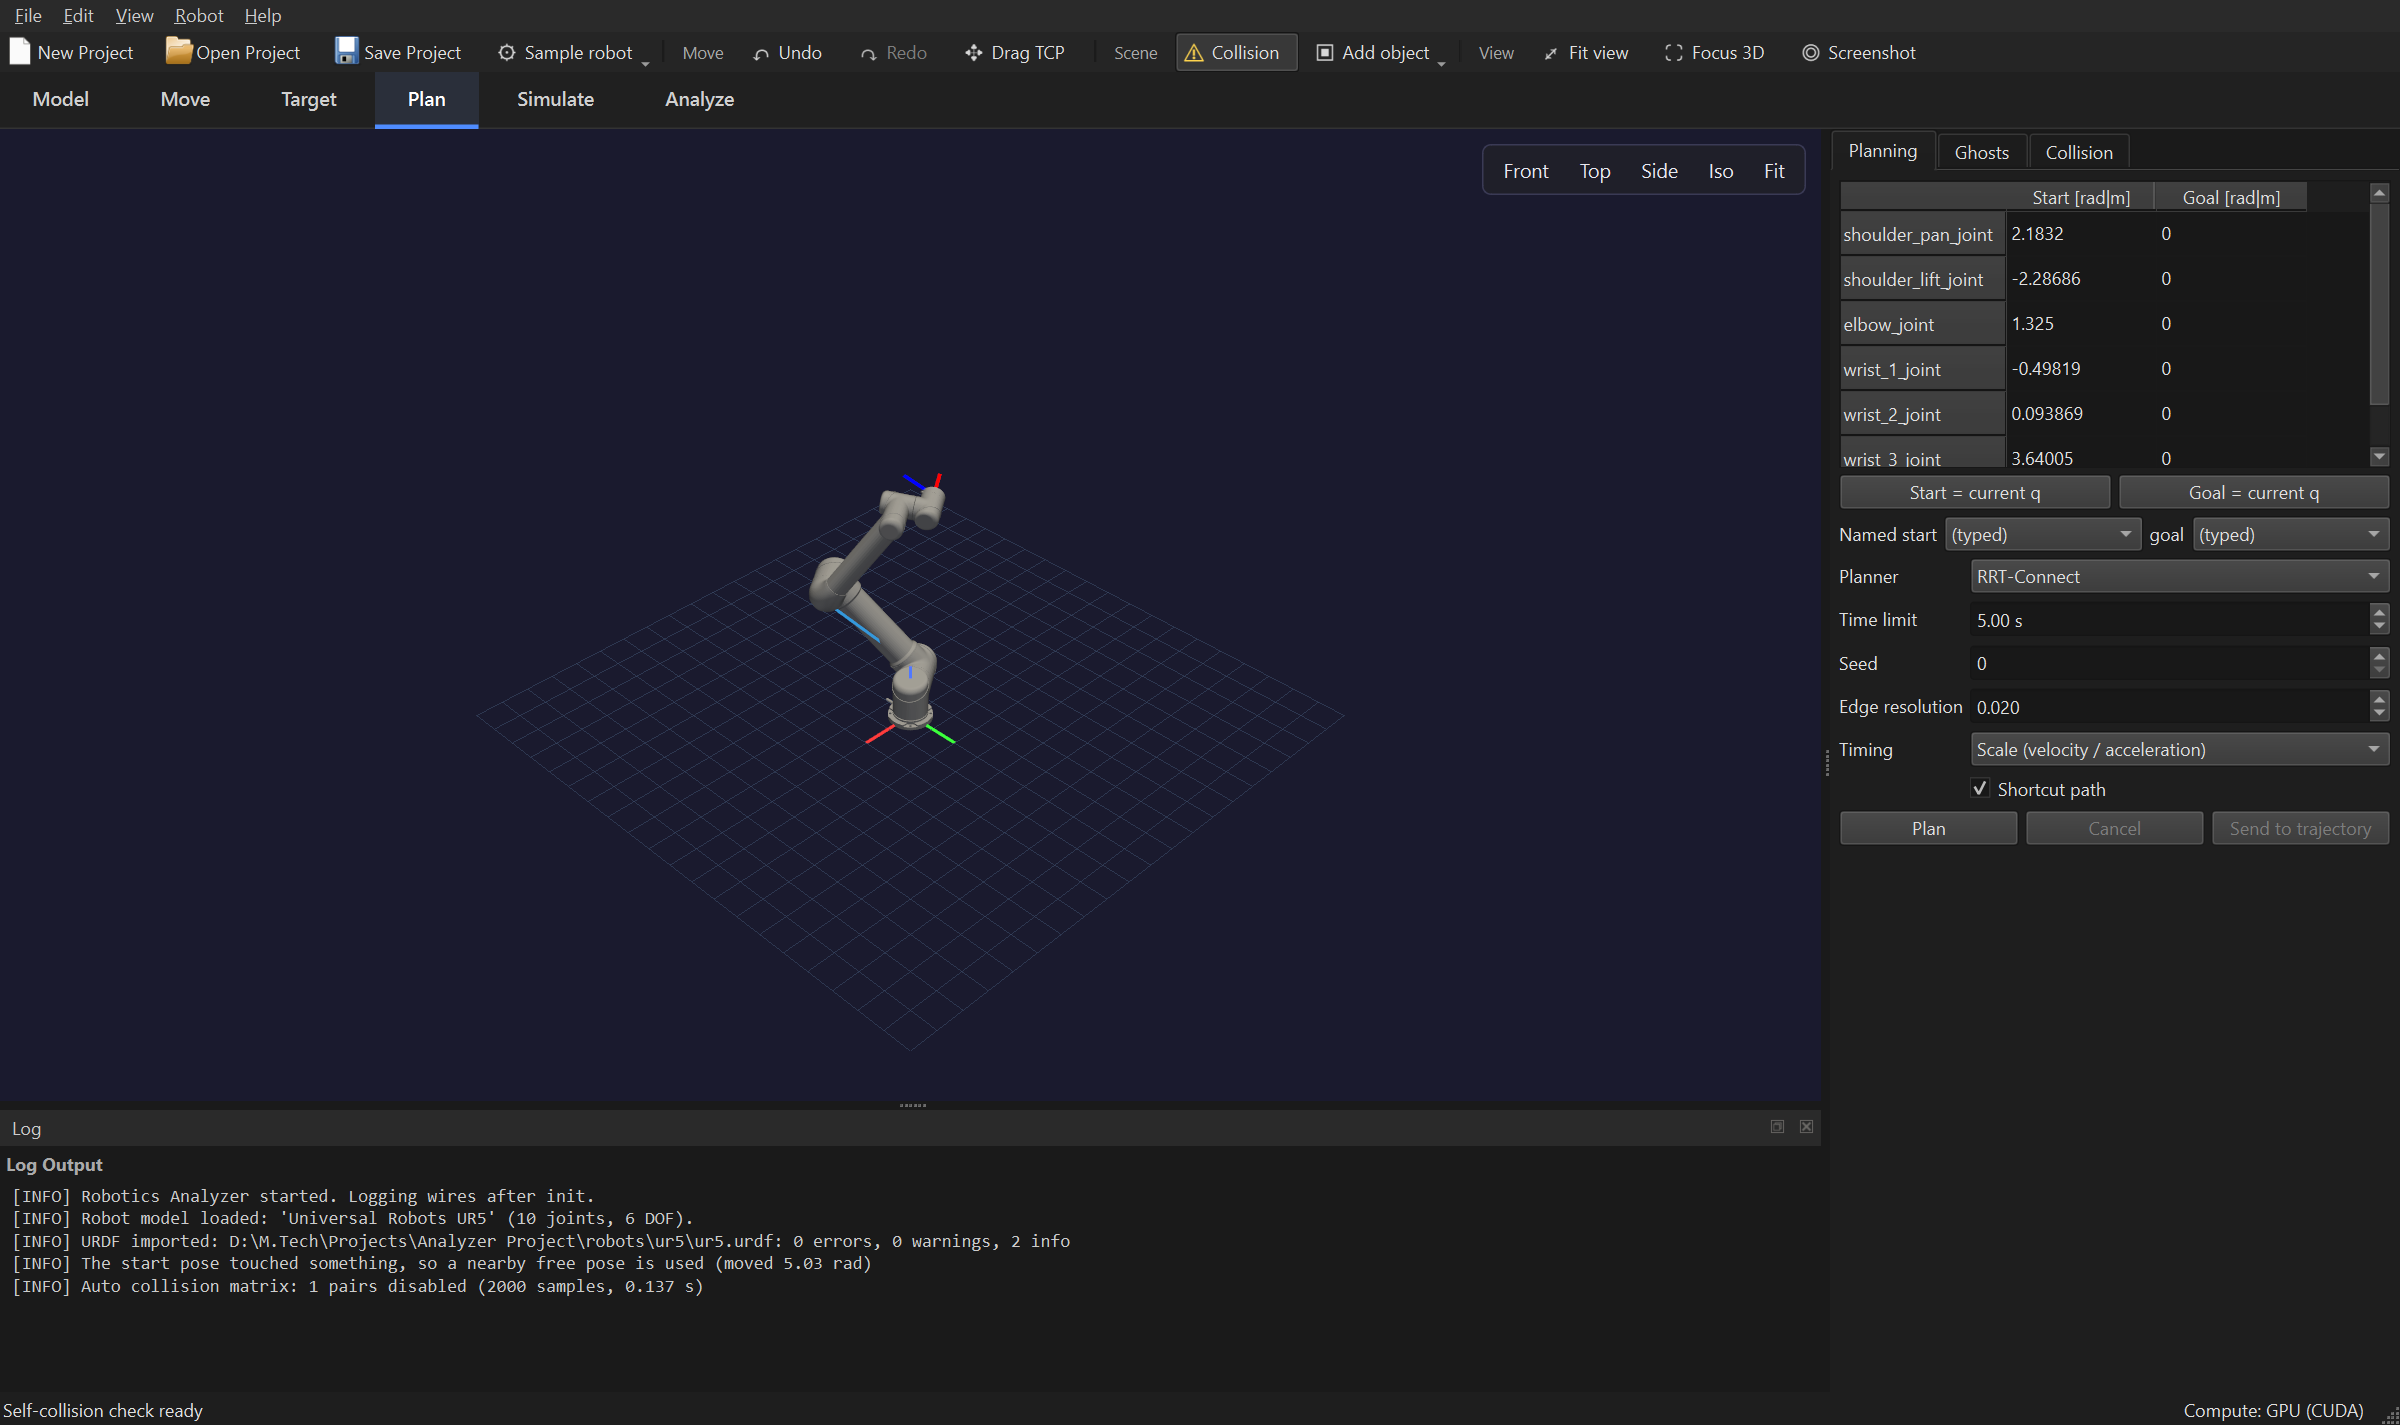 File Edit View Robot Help
New Project Open Project Save Project Sample robot Move Undo Redo Drag TCP Scene Collision Add object View Fit view Focus 3D Screenshot
Model Move Target Plan Simulate Analyze
Front Top Side Iso Fit
Planning Ghosts Collision
Start [rad|m] Goal [rad|m]
shoulder_pan_joint 2.1832 0
shoulder_lift_joint -2.28686 0
elbow_joint 1.325 0
wrist_1_joint -0.49819 0
wrist_2_joint 0.093869 0
wrist_3_joint 3.64005 0
Start = current q Goal = current q
Named start (typed) goal (typed)
Planner RRT-Connect
Time limit 5.00 s
Seed 0
Edge resolution 0.020
Timing Scale (velocity / acceleration)
Shortcut path
Plan Cancel Send to trajectory
Log
Log Output
[INFO] Robotics Analyzer started. Logging wires after init.
[INFO] Robot model loaded: 'Universal Robots UR5' (10 joints, 6 DOF).
[INFO] URDF imported: D:\M.Tech\Projects\Analyzer Project\robots\ur5\ur5.urdf: 0 errors, 0 warnings, 2 info
[INFO] The start pose touched something, so a nearby free pose is used (moved 5.03 rad)
[INFO] Auto collision matrix: 1 pairs disabled (2000 samples, 0.137 s)
Self-collision check ready
Compute: GPU (CUDA)